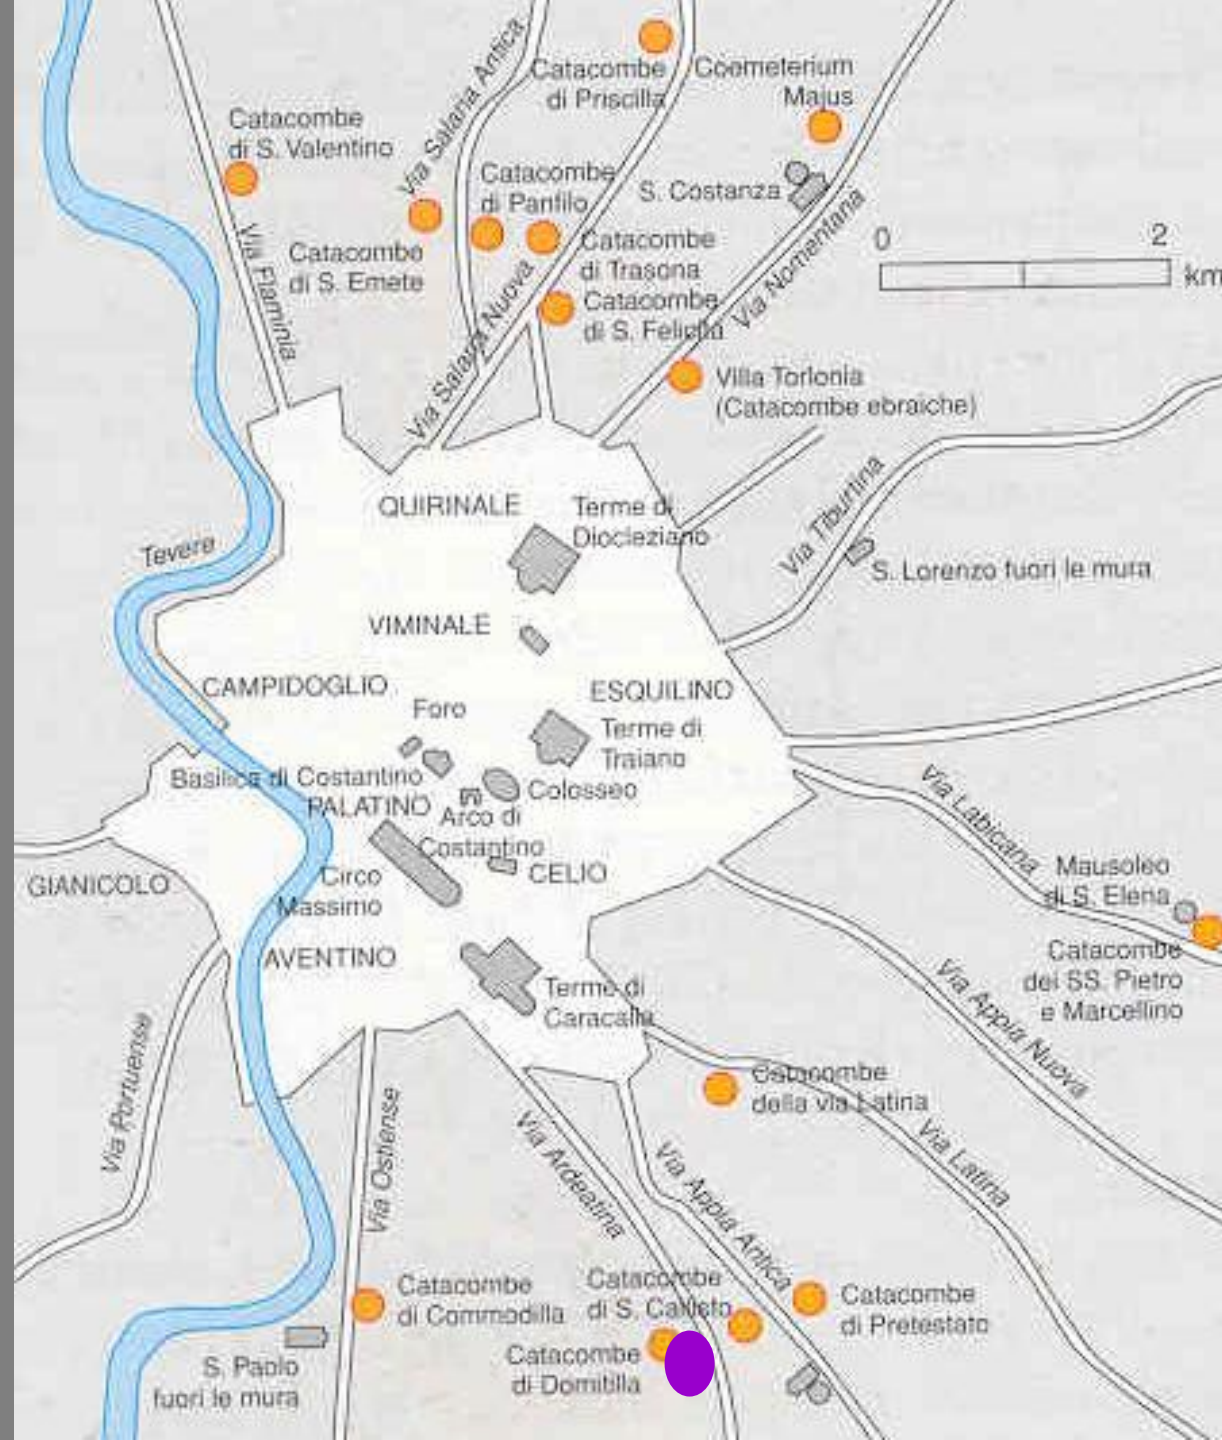 Via Salaria Antica
Catacombe
di Priscilla
Coemeterium
Majus
Catacombe
di S. Valentino
Catacombe
di Panfilo
S. Costanza
Via Flaminia
Catacombe
di S. Emete
Catacombe
di Trasona
Via Nomentana
0 2
km
Via Salaria Nuova
Catacombe
di S. Felicita
Villa Torlonia
(Catacombe ebraiche)
QUIRINALE
Terme di
Diocleziano
Via Tiburtina
Tevere
S. Lorenzo fuori le mura
VIMINALE
CAMPIDOGLIO
ESQUILINO
Foro
Terme di
Traiano
Basilica di Costantino
Colosseo
PALATINO
Arco di
Costantino
Via Labicana
CELIO
GIANICOLO
Circo
Massimo
Mausoleo
di S. Elena
AVENTINO
Catacombe
dei SS. Pietro
e Marcellino
Terme di
Caracalla
Via Appia Nuova
Via Portuense
Catacombe
della via Latina
Via Ostiense
Via Ardeatina
Via Appia Antica
Via Latina
Catacombe
di Commodilla
Catacombe
di S. Callisto
Catacombe
di Pretestato
S. Paolo
fuori le mura
Catacombe
di Domitilla